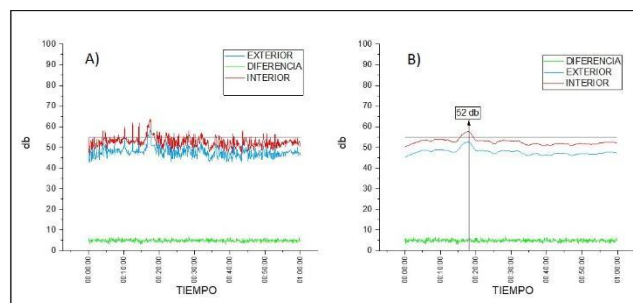 A)
EXTERIOR
DIFERENCIA
INTERIOR
100
90
80
70
60
50
40
30
20
10
0
db
00:00:00
00:10:00
00:20:00
00:30:00
00:40:00
00:50:00
01:00:00
TIEMPO
B)
DIFERENCIA
EXTERIOR
INTERIOR
52 db
100
90
80
70
60
50
40
30
20
10
0
db
00:00:00
00:10:00
00:20:00
00:30:00
00:40:00
00:50:00
01:00:00
TIEMPO